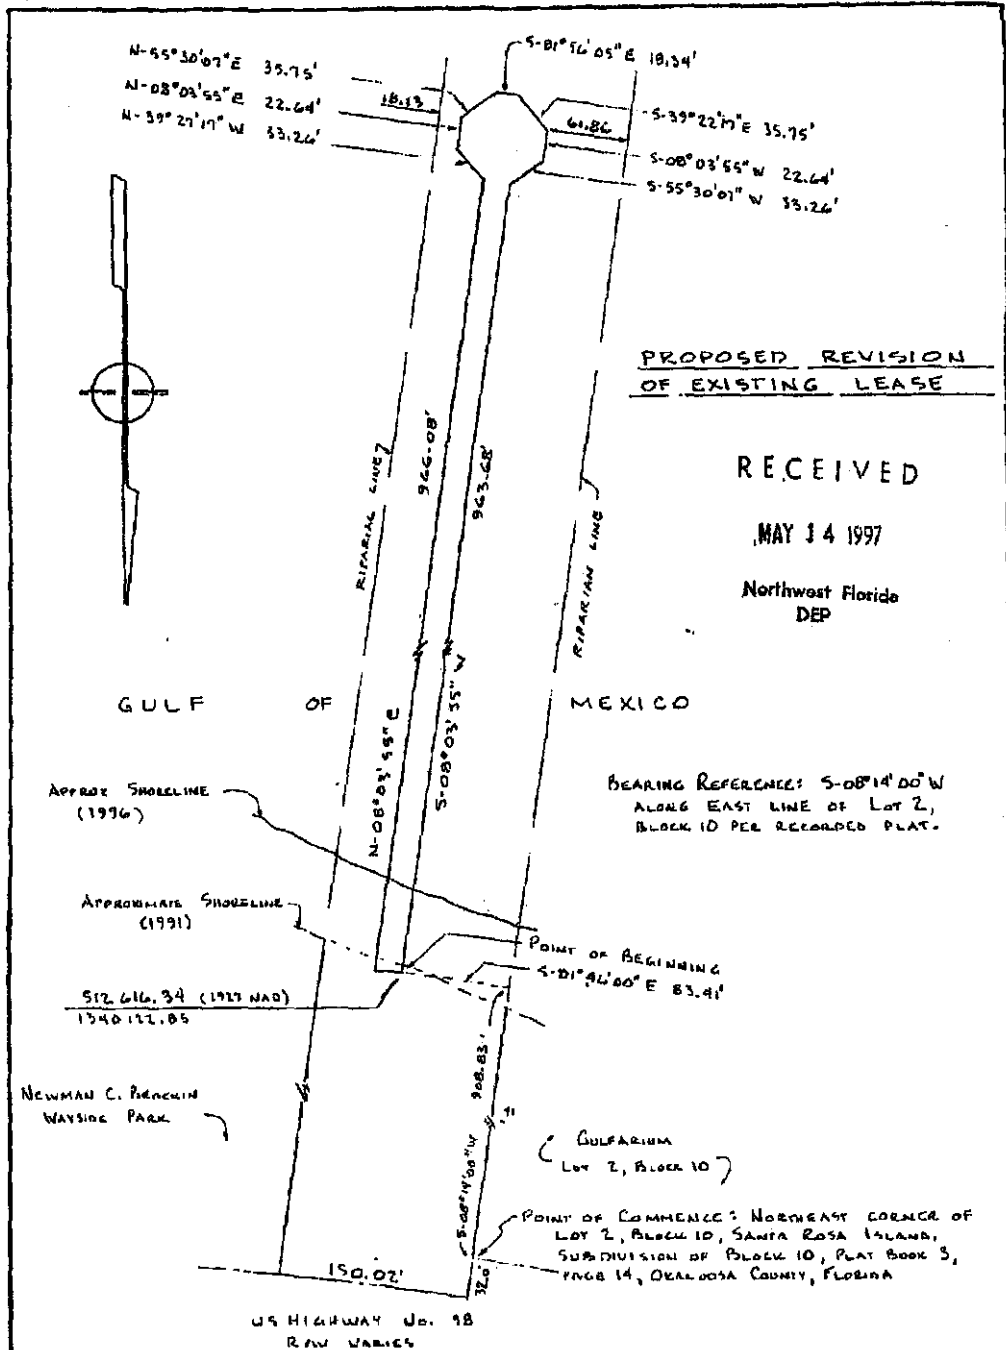 N-55°30'07"E 35.75'
N-08°03'55"E 22.64'
N-39°27'17"W 33.26'
S-81°56'05"E 18.34'
18.13
61.86
S-39°22'17"E 35.75'
S-08°03'55"W 22.64'
S-55°30'07"W 33.26'
PROPOSED REVISION
OF EXISTING LEASE
RECEIVED
MAY 14 1997
Northwest Florida
DEP
RIPARING LINE
966.08'
963.68'
RIPARIAN LINE
N-08°03'55"E
S-08°03'55"W
GULF OF MEXICO
BEARING REFERENCE: S-08°14'00"W
ALONG EAST LINE OF LOT 2,
BLOCK 10 PER RECORDED PLAT.
APPROX SHORELINE
(1996)
APPROXIMATE SHORELINE
(1991)
POINT OF BEGINNING
S-81°46'00"E 83.41'
512 616.34 (1927 NAD)
1340 122.85
908.83'
NEWMAN C. BRACKIN
WAYSIDE PARK
GULFARIUM
LOT 2, BLOCK 10
S-08°14'00"W
POINT OF COMMENCE: NORTHEAST CORNER OF
LOT 2, BLOCK 10, SANTA ROSA ISLAND,
SUBDIVISION OF BLOCK 10, PLAT BOOK 3,
PAGE 14, OKALOOSA COUNTY, FLORIDA
150.02'
32.0
US HIGHWAY No. 98
R/W VARIES